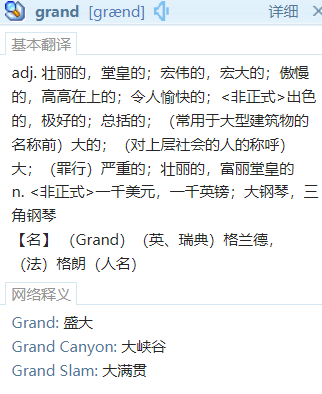 grand [grænd] 详细
基本翻译
adj. 壮丽的，堂皇的；宏伟的，宏大的；傲慢
的，高高在上的；令人愉快的；<非正式>出色
的，极好的；总括的；（常用于大型建筑物的
名称前）大的；（对上层社会的人的称呼）
大；（罪行）严重的；壮丽的，富丽堂皇的
n. <非正式>一千美元，一千英镑；大钢琴，三
角钢琴
【名】 （Grand）（英、瑞典）格兰德，
（法）格朗（人名）
网络释义
Grand: 盛大
Grand Canyon: 大峡谷
Grand Slam: 大满贯